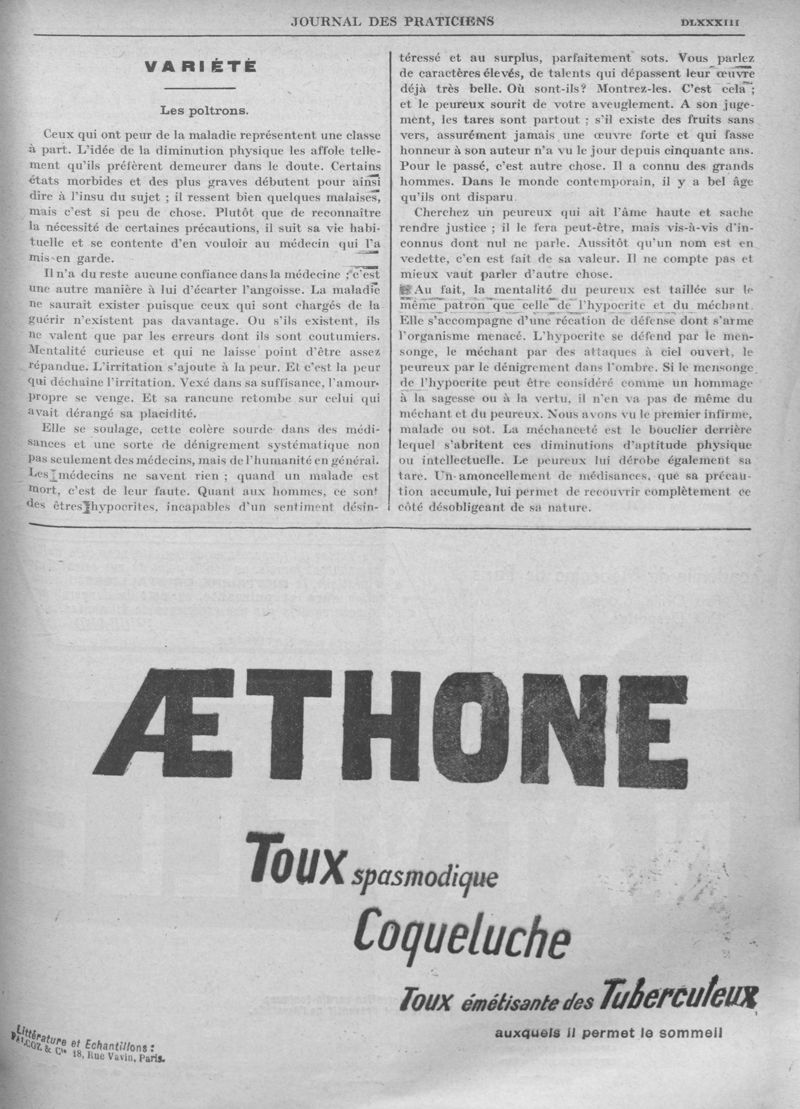 JOURNAL DES PRATICIENS
DLXXXIII
VARIÉTÉ
Les poltrons.
Ceux qui ont peur de la maladie représentent une classe
à part. L'idée de la diminution physique les affole telle-
ment qu'ils préfèrent demeurer dans le doute. Certains
états morbides et des plus graves débutent pour ainsi
dire à l'insu du sujet ; il ressent bien quelques malaises,
mais c'est si peu de chose. Plutôt que de reconnaître
la nécessité de certaines précautions, il suit sa vie habi-
tuelle et se contente d'en vouloir au médecin qui l'a
mis en garde.
Il n'a du reste aucune confiance dans la médecine ; c'est
une autre manière à lui d'écarter l'angoisse. La maladie
ne saurait exister puisque ceux qui sont chargés de la
guérir n'existent pas davantage. Ou s'ils existent, ils
ne valent que par les erreurs dont ils sont coutumiers.
Mentalité curieuse et qui ne laisse point d'être assez
répandue. L'irritation s'ajoute à la peur. Et c'est la peur
qui déchaîne l'irritation. Vexé dans sa suffisance, l'amour-
propre se venge. Et sa rancune retombe sur celui qui
avait dérangé sa placidité.
Elle se soulage, cette colère sourde dans des médi-
sances et une sorte de dénigrement systématique non
pas seulement des médecins, mais de l'humanité en général.
Les médecins ne savent rien ; quand un malade est
mort, c'est de leur faute. Quant aux hommes, ce sont
des êtres hypocrites, incapables d'un sentiment désin-
téressé et au surplus, parfaitement sots. Vous parlez
de caractères élevés, de talents qui dépassent leur œuvre
déjà très belle. Où sont-ils? Montrez-les. C'est cela ;
et le peureux sourit de votre aveuglement. A son juge-
ment, les tares sont partout ; s'il existe des fruits sans
vers, assurément jamais une œuvre forte et qui fasse
honneur à son auteur n'a vu le jour depuis cinquante ans.
Pour le passé, c'est autre chose. Il a connu des grands
hommes. Dans le monde contemporain, il y a bel âge
qu'ils ont disparu
Cherchez un peureux qui ait l'âme haute et sache
rendre justice ; il le fera peut-être, mais vis-à-vis d'in-
connus dont nul ne parle. Aussitôt qu'un nom est en
vedette, c'en est fait de sa valeur. Il ne compte pas et
mieux vaut parler d'autre chose.
Au fait, la mentalité du peureux est taillée sur le
même patron que celle de l'hypocrite et du méchant.
Elle s'accompagne d'une récation de défense dont s'arme
l'organisme menacé. L'hypocrite se défend par le men-
songe, le méchant par des attaques à ciel ouvert, le
peureux par le dénigrement dans l'ombre. Si le mensonge
de l'hypocrite peut être considéré comme un hommage
à la sagesse ou à la vertu, il n'en va pas de même du
méchant et du peureux. Nous avons vu le premier infirme,
malade ou sot. La méchanceté est le bouclier derrière
lequel s'abritent ces diminutions d'aptitude physique
ou intellectuelle. Le peureux lui dérobe également sa
tare. Un amoncellement de médisances, que sa précau-
tion accumule, lui permet de recouvrir complètement ce
côté désobligeant de sa nature.
ÆTHONE
Toux spasmodique
Coqueluche
Toux émétisante des Tuberculeux
auxquels il permet le sommeil
Littérature et Echantillons :
& Cie 18, Rue Vavin, Paris.